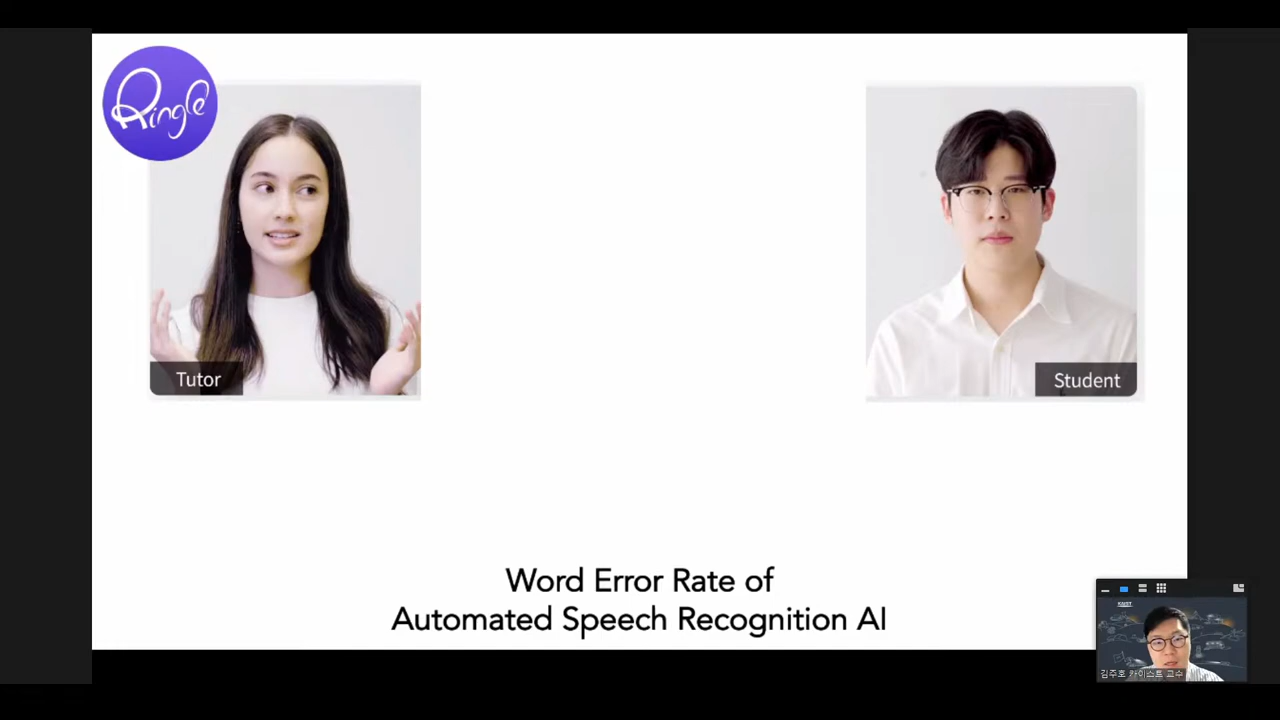 Ringle
Tutor
Student
Word Error Rate of
Automated Speech Recognition AI
KAIST
김주호 카이스트 교수